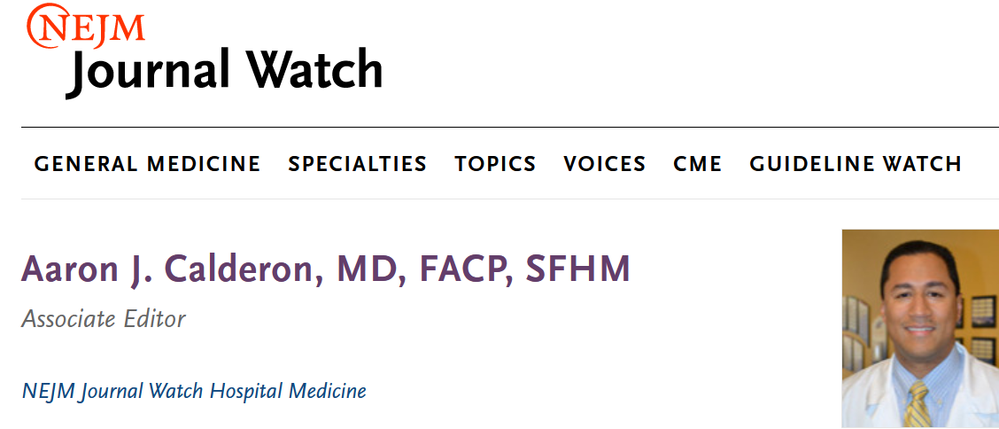 NEJM
Journal Watch
GENERAL MEDICINE SPECIALTIES TOPICS VOICES CME GUIDELINE WATCH
Aaron J. Calderon, MD, FACP, SFHM
Associate Editor
NEJM Journal Watch Hospital Medicine